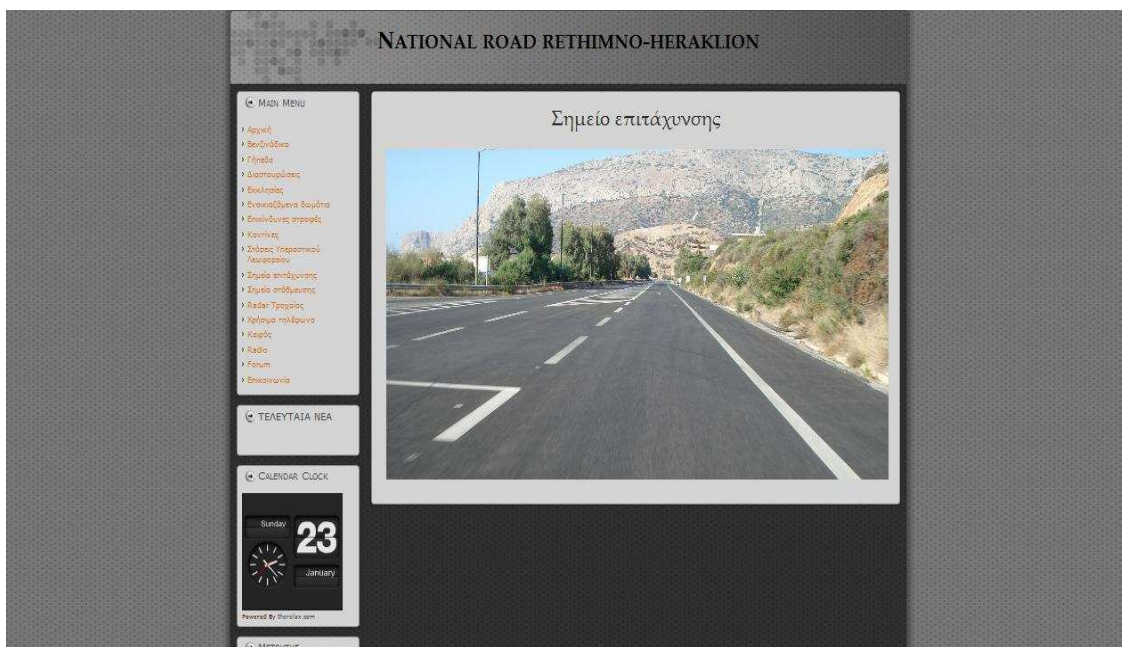 NATIONAL ROAD RETHIMNO-HERAKLION
MAIN MENU
Αρχική
Βενζινάδικα
Γήπεδα
Διασταυρώσεις
Εκκλησίες
Ενοικιαζόμενα δωμάτια
Επικίνδυνες στροφές
Καντίνες
Στάσεις Υπεραστικού
Λεωφορείου
Σημεία επιτάχυνσης
Σημεία στάθμευσης
Radar Τροχαίας
Χρήσιμα τηλέφωνα
Καιρός
Radio
Forum
Επικοινωνία
ΤΕΛΕΥΤΑΙΑ ΝΕΑ
CALENDAR CLOCK
Sunday
23
January
Powered By therelax.com
Σημείο επιτάχυνσης